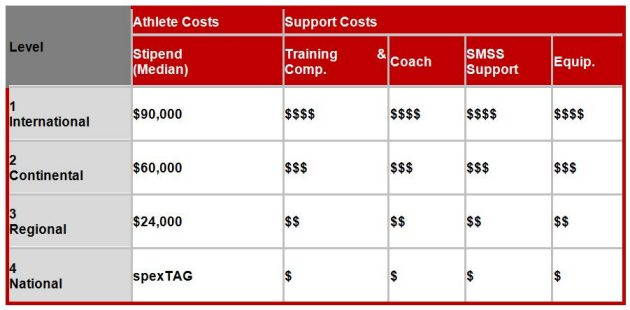 Level
Athlete Costs
Support Costs
Stipend
(Median)
Training &
Comp.
Coach
SMSS
Support
Equip.
1
International
$90,000
$$$$
$$$$
$$$$
$$$$
2
Continental
$60,000
$$$
$$$
$$$
$$$
3
Regional
$24,000
$$
$$
$$
$$
4
National
spexTAG
$
$
$
$